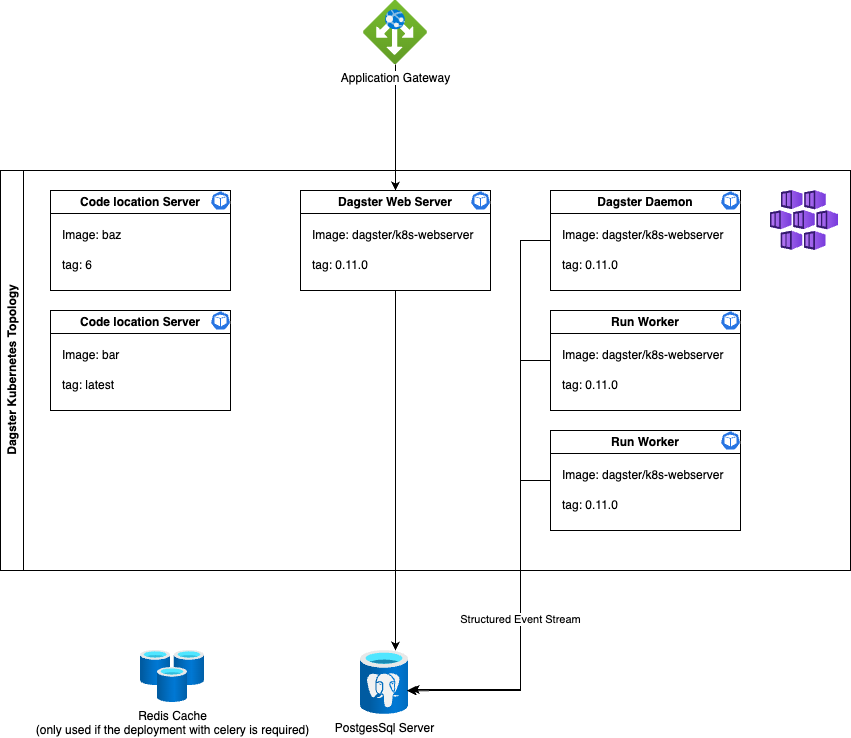 Application Gateway
Dagster Kubernetes Topology
Code location Server
Image: baz
tag: 6
Dagster Web Server
Image: dagster/k8s-webserver
tag: 0.11.0
Dagster Daemon
Image: dagster/k8s-webserver
tag: 0.11.0
Code location Server
Image: bar
tag: latest
Run Worker
Image: dagster/k8s-webserver
tag: 0.11.0
Run Worker
Image: dagster/k8s-webserver
tag: 0.11.0
Structured Event Stream
Redis Cache
(only used if the deployment with celery is required)
PostgesSql Server